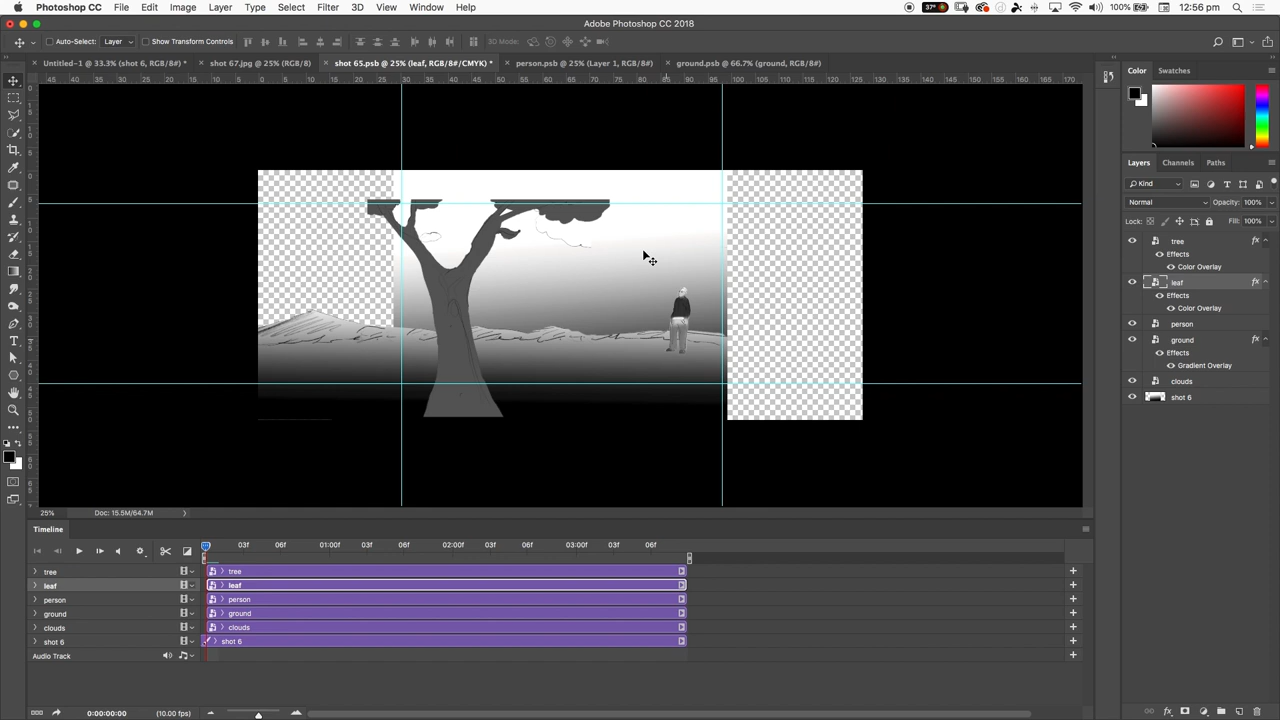 Photoshop CC File Edit Image Layer Type Select Filter 3D View Window Help 37° 100% 12:56 pm
Adobe Photoshop CC 2018
Auto-Select: Layer Show Transform Controls 3D Mode:
Untitled-1 @ 33.3% (shot 6, RGB/8#) * shot 67.jpg @ 25% (RGB/8) shot 65.psb @ 25% (leaf, RGB/8#/CMYK) * person.psb @ 25% (Layer 1, RGB/8#) ground.psb @ 66.7% (ground, RGB/8#)
Color Swatches
Layers Channels Paths
Kind
Normal Opacity: 100%
Lock: Fill: 100%
tree fx
Effects
Color Overlay
leaf fx
Effects
Color Overlay
person
ground fx
Effects
Gradient Overlay
clouds
shot 6
25% Doc: 15.5M/64.7M
Timeline
03f 06f 01:00f 03f 06f 02:00f 03f 06f 03:00f 03f 06f
tree tree
leaf leaf
person person
ground ground
clouds clouds
shot 6 shot 6
Audio Track
0:00:00:00 (10.00 fps)